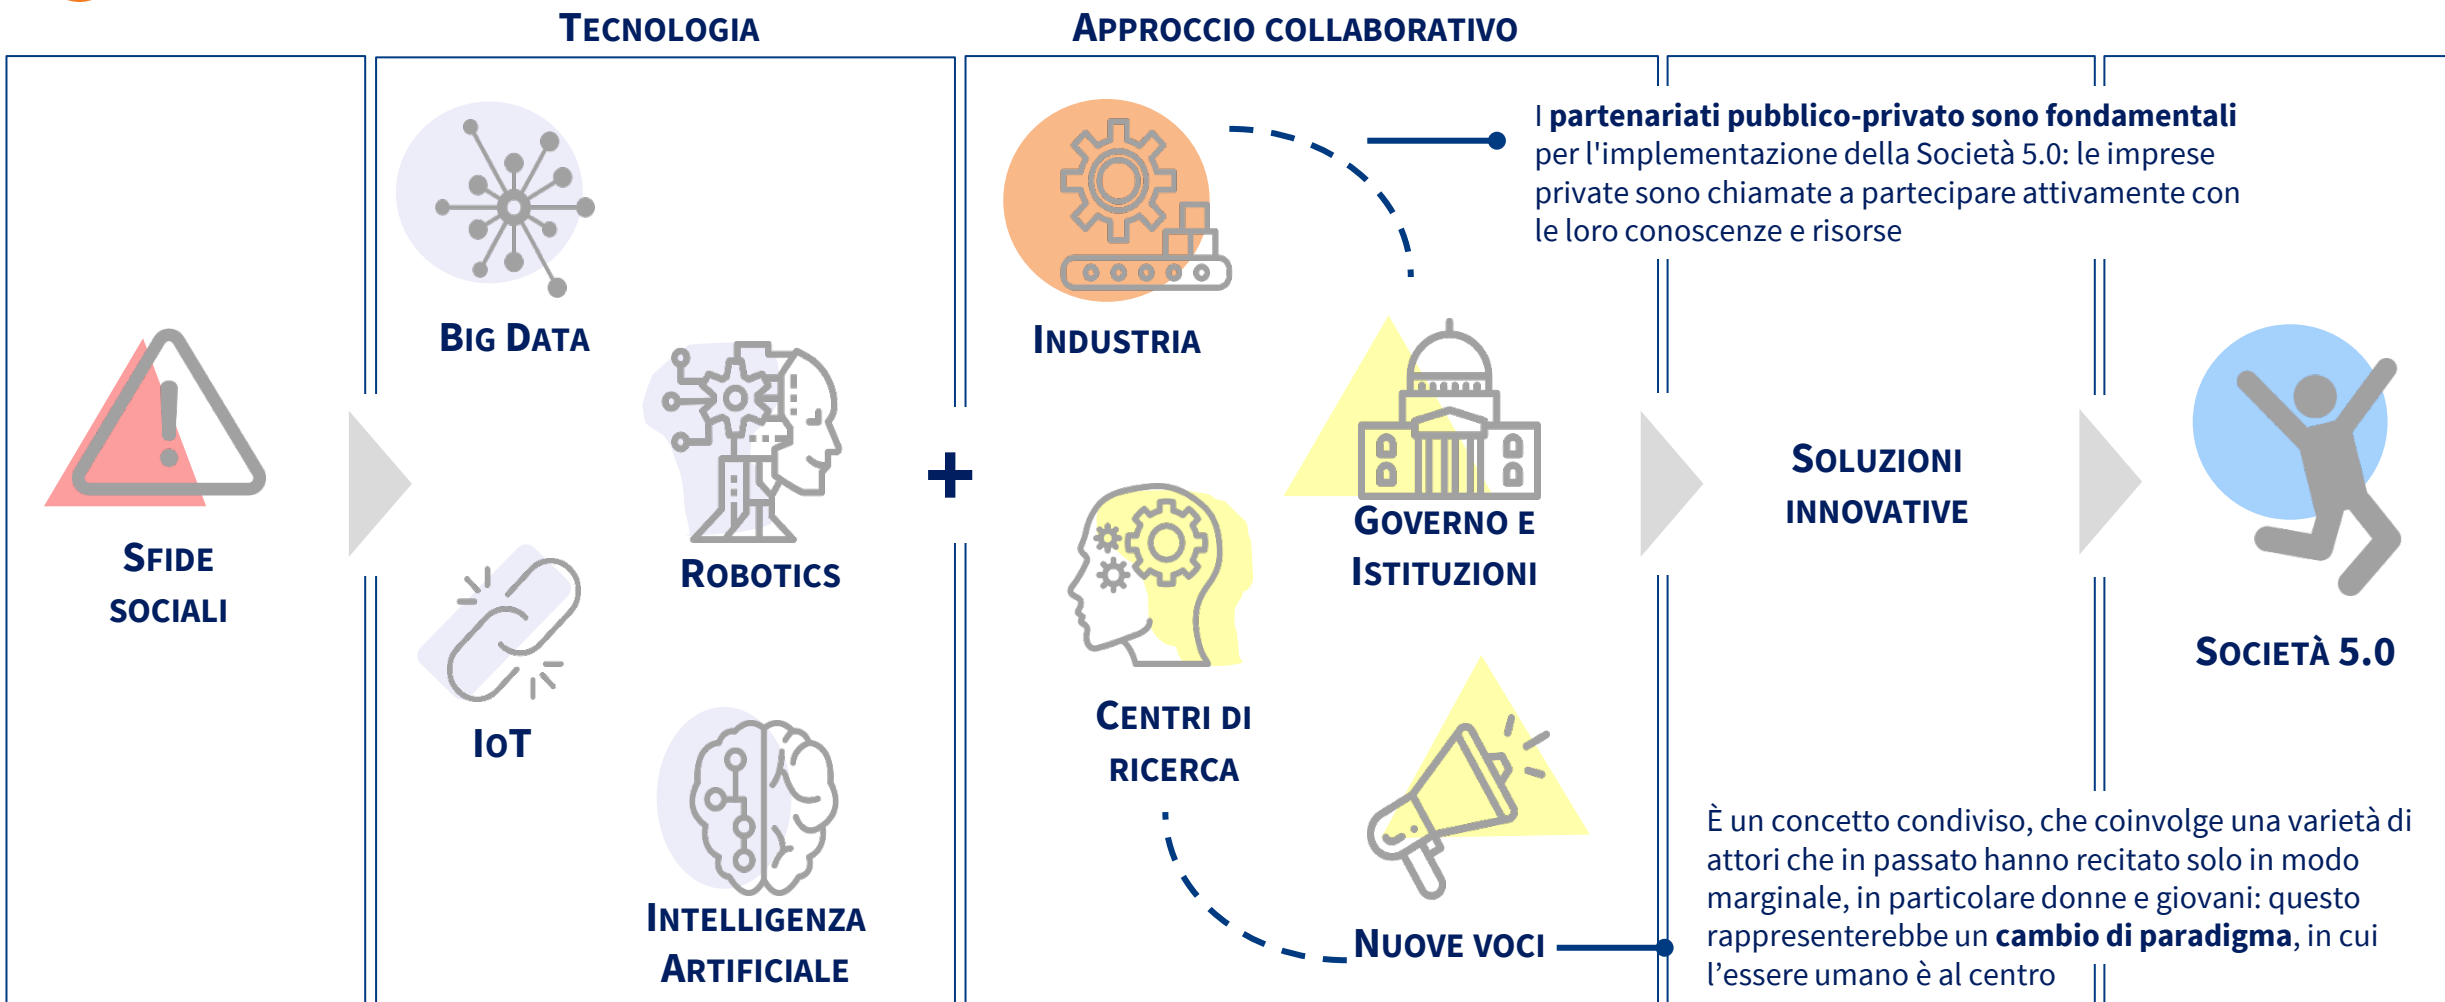 TECNOLOGIA
APPROCCIO COLLABORATIVO
SFIDE
SOCIALI
BIG DATA
ROBOTICS
IOT
INTELLIGENZA
ARTIFICIALE
+
INDUSTRIA
GOVERNO E
ISTITUZIONI
CENTRI DI
RICERCA
NUOVE VOCI
I partenariati pubblico-privato sono fondamentali
per l'implementazione della Società 5.0: le imprese
private sono chiamate a partecipare attivamente con
le loro conoscenze e risorse
SOLUZIONI
INNOVATIVE
SOCIETÀ 5.0
È un concetto condiviso, che coinvolge una varietà di
attori che in passato hanno recitato solo in modo
marginale, in particolare donne e giovani: questo
rappresenterebbe un cambio di paradigma, in cui
l’essere umano è al centro